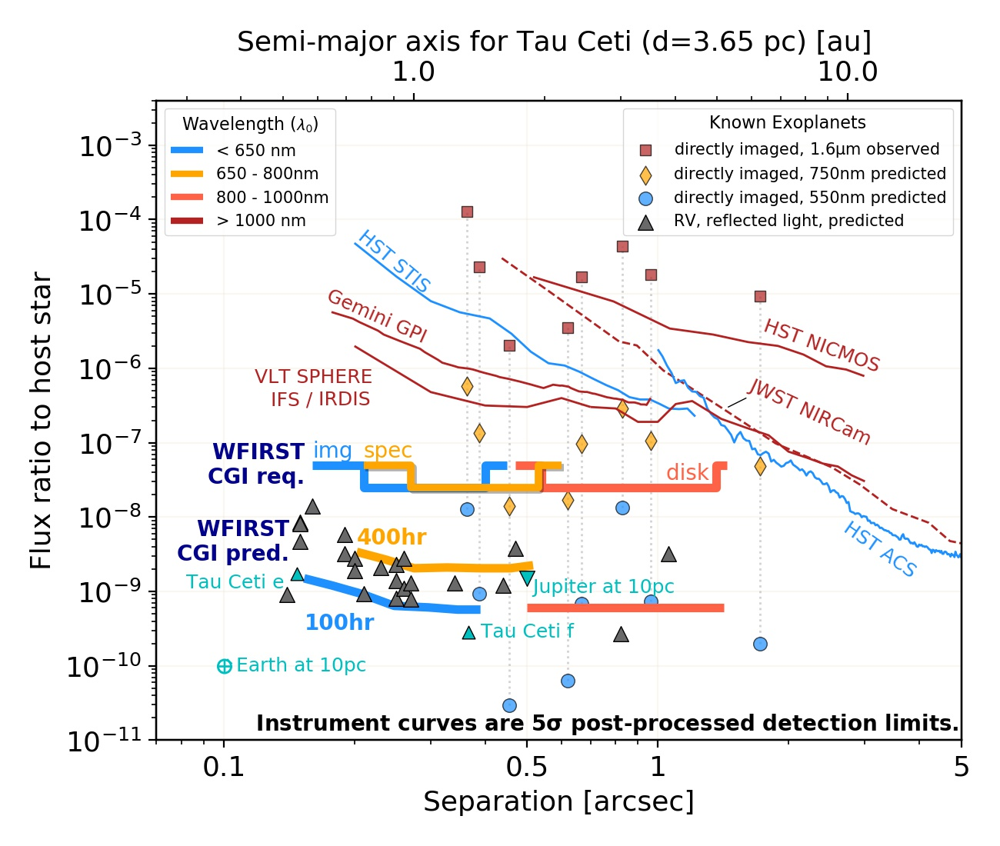 Semi-major axis for Tau Ceti (d=3.65 pc) [au]
1.0
10.0
Wavelength (λ₀)
< 650 nm
650 - 800nm
800 - 1000nm
> 1000 nm
Known Exoplanets
directly imaged, 1.6μm observed
directly imaged, 750nm predicted
directly imaged, 550nm predicted
RV, reflected light, predicted
Flux ratio to host star
10⁻³
10⁻⁴
10⁻⁵
10⁻⁶
10⁻⁷
10⁻⁸
10⁻⁹
10⁻¹⁰
10⁻¹¹
HST STIS
Gemini GPI
VLT SPHERE
IFS / IRDIS
HST NICMOS
JWST NIRCam
WFIRST
CGI req.
img
spec
disk
WFIRST
CGI pred.
400hr
HST ACS
Tau Ceti e
Jupiter at 10pc
100hr
Tau Ceti f
Earth at 10pc
Instrument curves are 5σ post-processed detection limits.
0.1
0.5
1
5
Separation [arcsec]